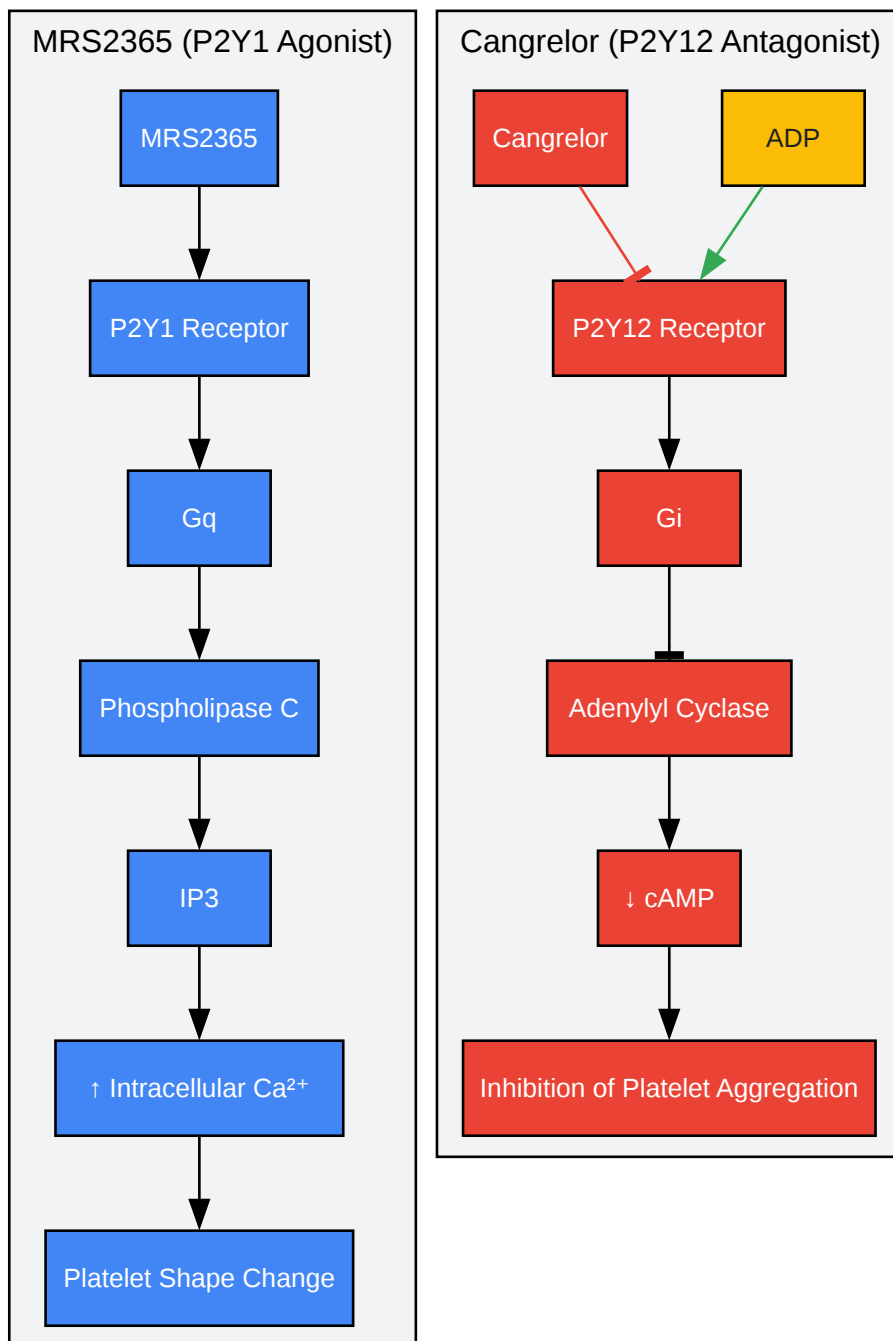 MRS2365 (P2Y1 Agonist)
MRS2365
P2Y1 Receptor
Gq
Phospholipase C
IP3
↑ Intracellular Ca²⁺
Platelet Shape Change
Cangrelor (P2Y12 Antagonist)
Cangrelor
ADP
P2Y12 Receptor
Gi
Adenylyl Cyclase
↓ cAMP
Inhibition of Platelet Aggregation